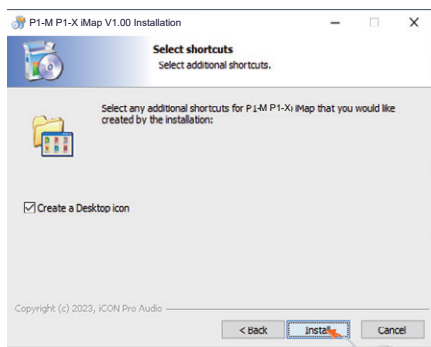 P1-M P1-X iMap V1.00 Installation
Select shortcuts
Select additional shortcuts.
Select any additional shortcuts for P1-M P1-X iMap that you would like
created by the installation:
Create a Desktop icon
Copyright (c) 2023, iCON Pro Audio
< Back Install Cancel